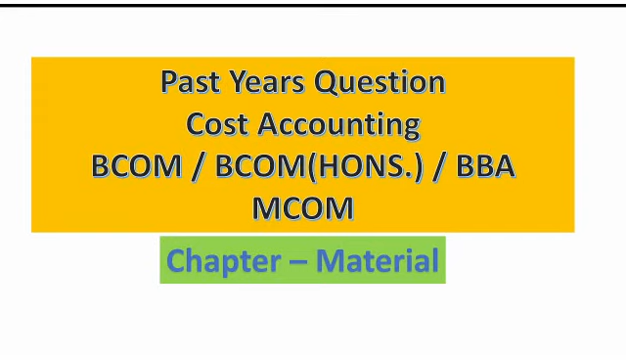 Past Years Question
Cost Accounting
BCOM / BCOM(HONS.) / BBA
MCOM
Chapter – Material